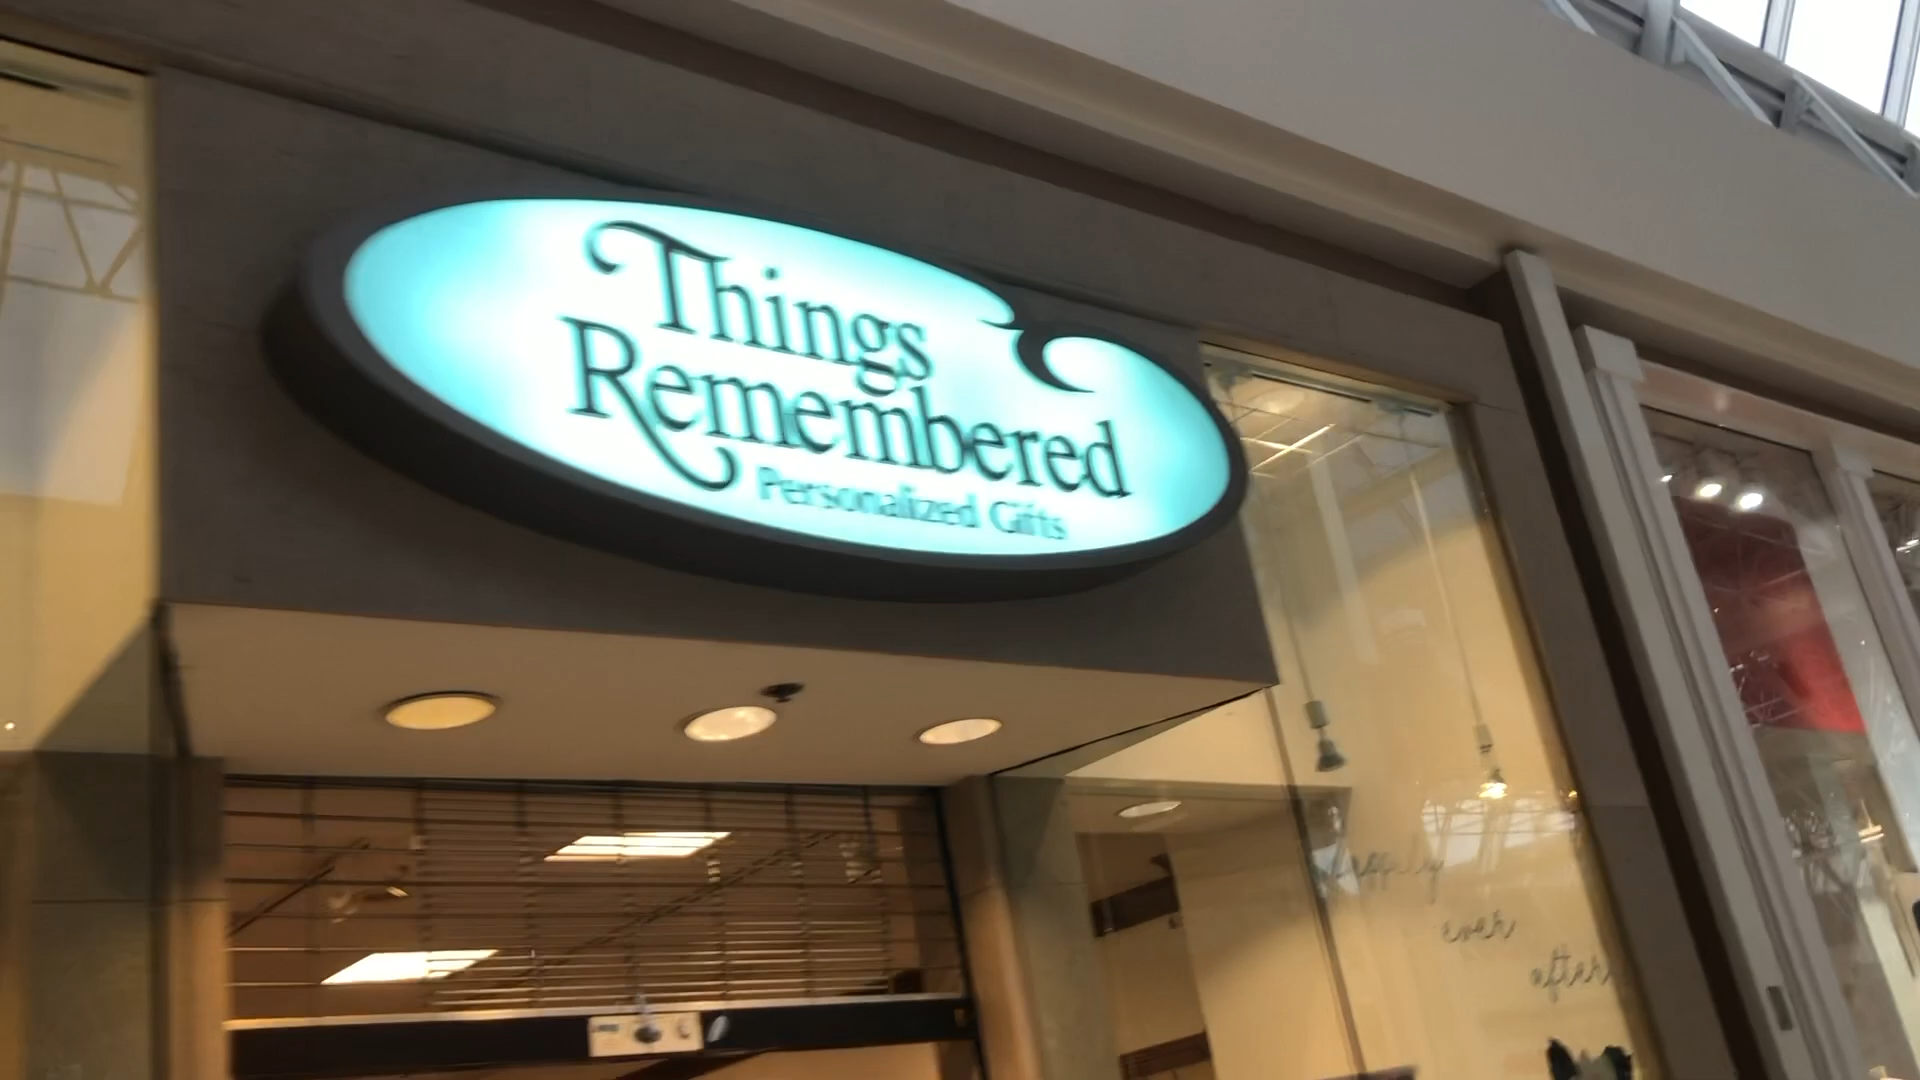 Things
Remembered
Personalized Gifts
happily
ever
after